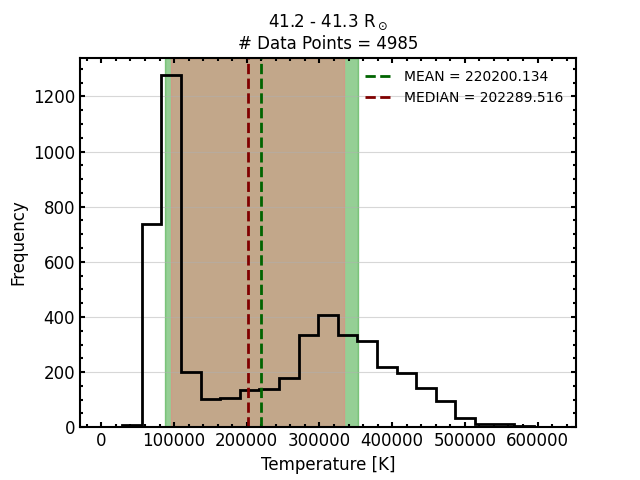 41.2 - 41.3 R⊙
# Data Points = 4985
MEAN = 220200.134
MEDIAN = 202289.516
1200
1000
800
600
400
200
0
Frequency
0 100000 200000 300000 400000 500000 600000
Temperature [K]